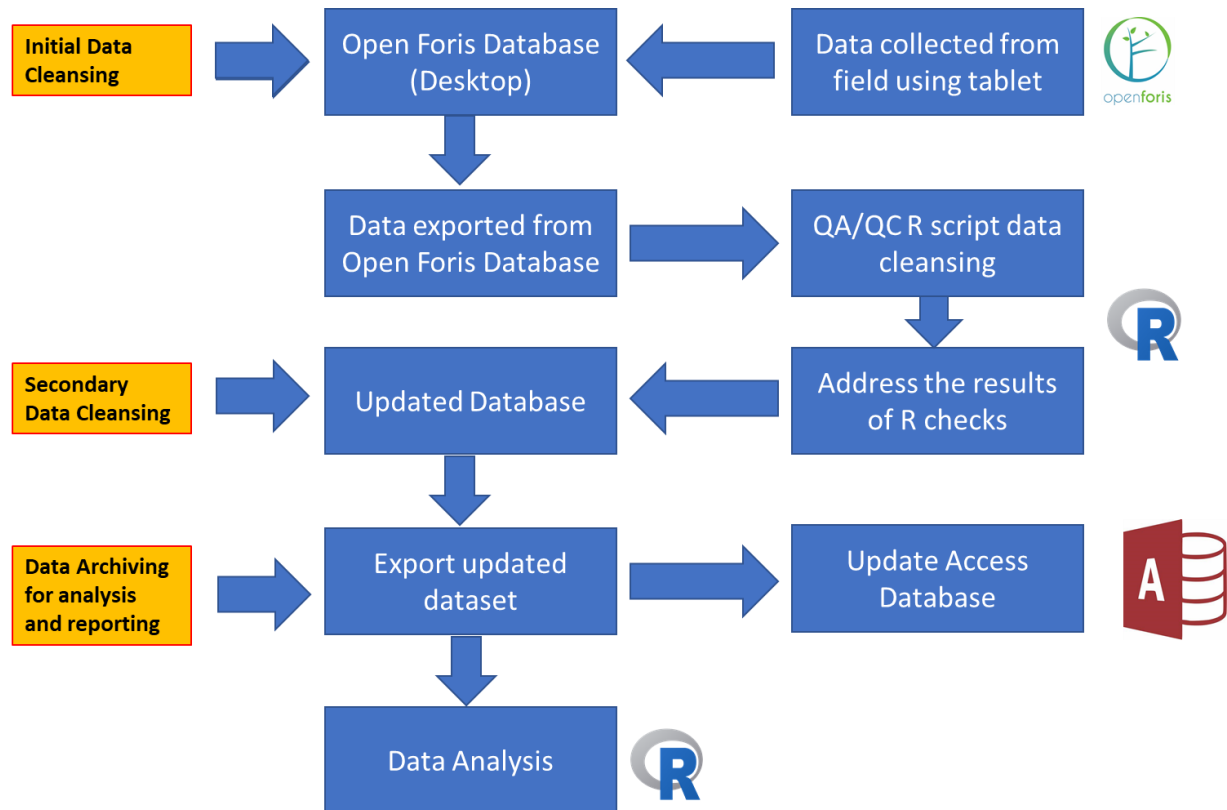 Initial Data
Cleansing
Open Foris Database
(Desktop)
Data collected from
field using tablet
openforis
Data exported from
Open Foris Database
QA/QC R script data
cleansing
R
Secondary
Data Cleansing
Updated Database
Address the results
of R checks
Data Archiving
for analysis
and reporting
Export updated
dataset
Update Access
Database
A
Data Analysis
R